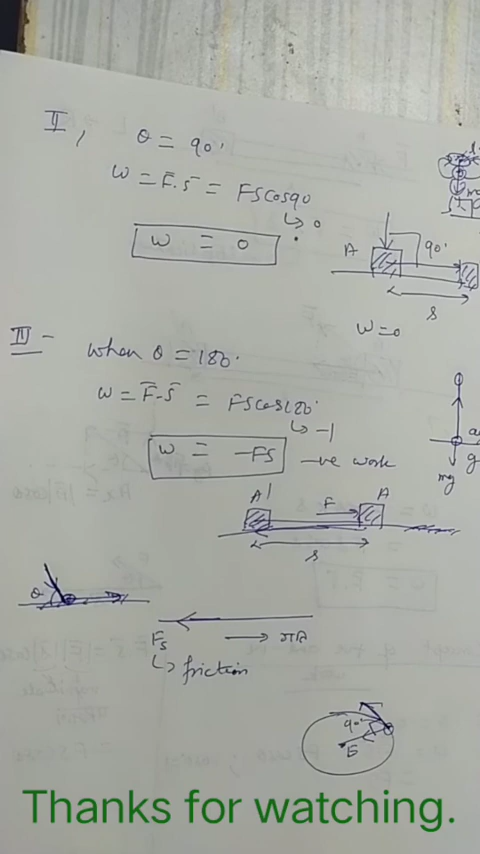 II, θ = 90°
W = F̄.s̄ = FScos90
↳ 0
W = 0
A 90°
S
W=0
III - when θ = 180°
W = F̄.S̄ = FScos180°
↳ -1
W = -FS -ve work
A' F A
S
mg
θ
Fs → गति
↳ friction
90°
F
Thanks for watching.